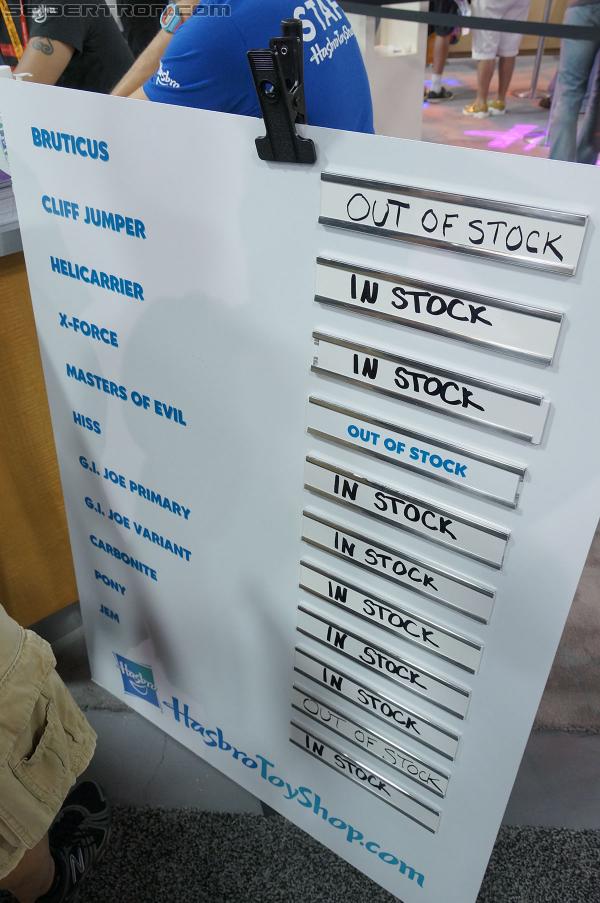 SEIBERTRON.COM
STAFF
HasbroToyShop
Hasbro
BRUTICUS OUT OF STOCK
CLIFF JUMPER IN STOCK
HELICARRIER IN STOCK
X-FORCE OUT OF STOCK
MASTERS OF EVIL IN STOCK
HISS IN STOCK
G.I. JOE PRIMARY IN STOCK
G.I. JOE VARIANT IN STOCK
CARBONITE IN STOCK
PONY OUT OF STOCK
JEM IN STOCK
Hasbro
HasbroToyShop.com